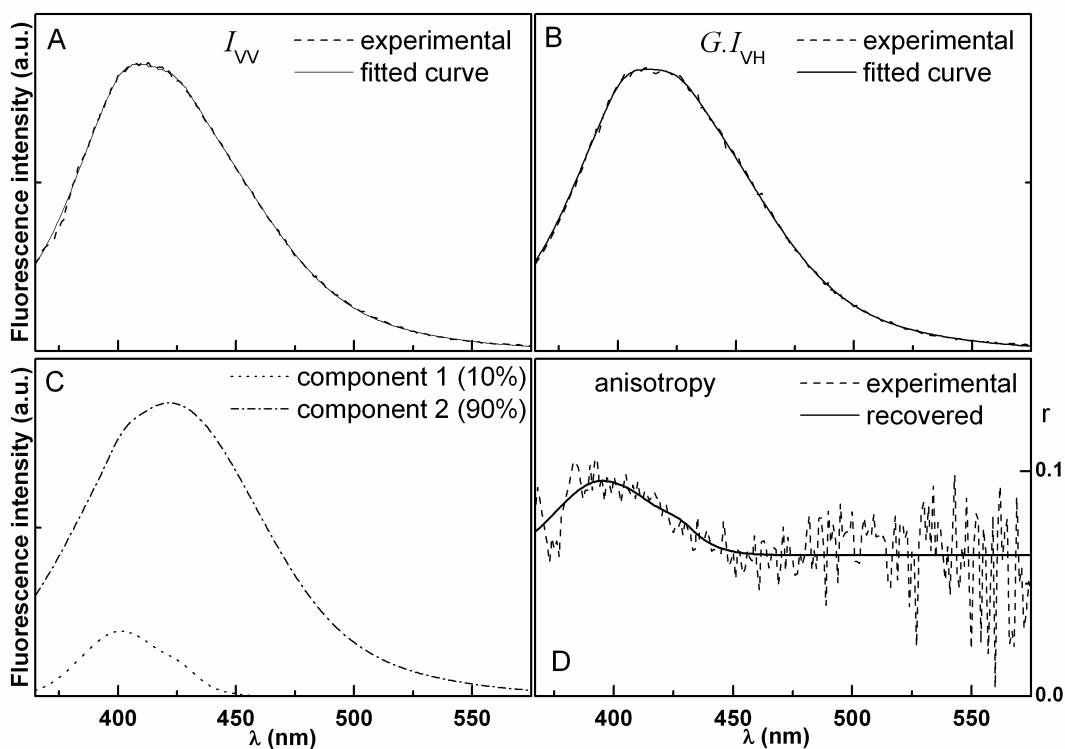 Fluorescence intensity (a.u.)
A
I_VV
experimental
fitted curve
B
G.I_VH
experimental
fitted curve
Fluorescence intensity (a.u.)
C
component 1 (10%)
component 2 (90%)
400
450
500
550
λ (nm)
anisotropy
experimental
recovered
r
0.1
0.0
D
400
450
500
550
λ (nm)